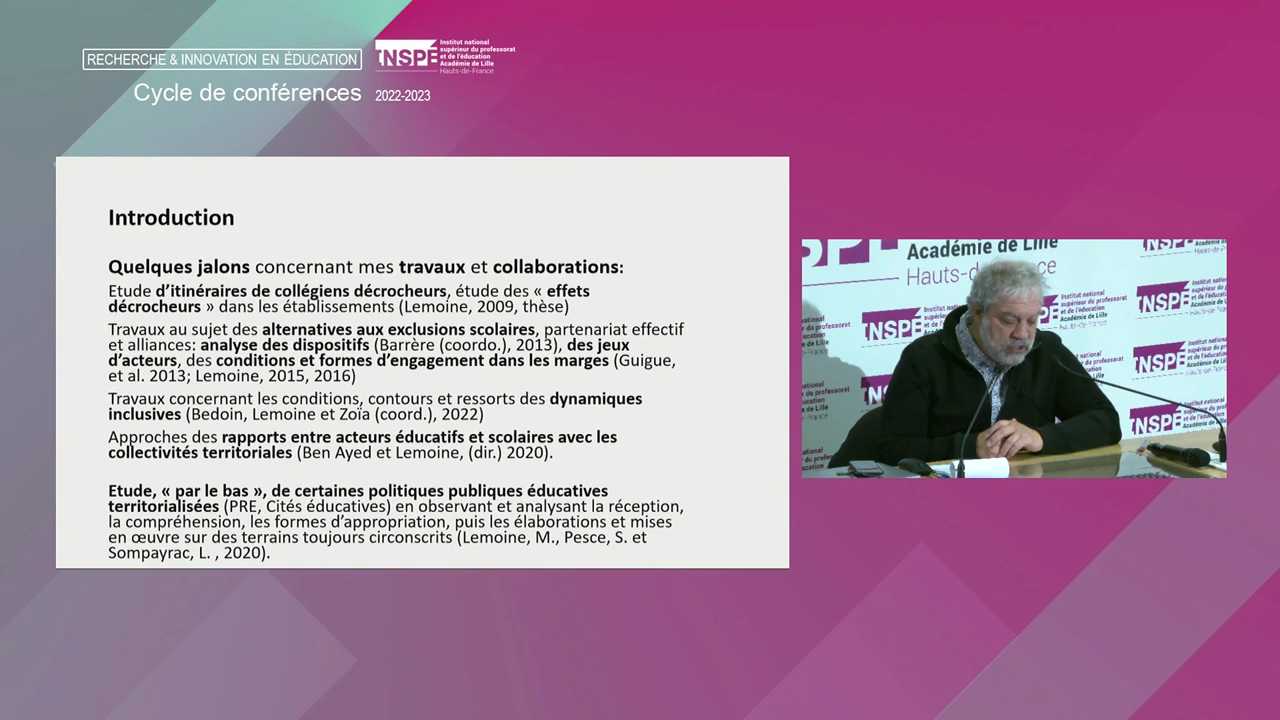 RECHERCHE & INNOVATION EN ÉDUCATION
INSPÉ
Institut national
supérieur du professorat
et de l'éducation
Académie de Lille
Hauts-de-France
Cycle de conférences 2022-2023
Introduction
Quelques jalons concernant mes travaux et collaborations:
Etude d'itinéraires de collégiens décrocheurs, étude des « effets
décrocheurs » dans les établissements (Lemoine, 2009, thèse)
Travaux au sujet des alternatives aux exclusions scolaires, partenariat effectif
et alliances: analyse des dispositifs (Barrère (coordo.), 2013), des jeux
d'acteurs, des conditions et formes d'engagement dans les marges (Guigue,
et al. 2013; Lemoine, 2015, 2016)
Travaux concernant les conditions, contours et ressorts des dynamiques
inclusives (Bedoin, Lemoine et Zoïa (coord.), 2022)
Approches des rapports entre acteurs éducatifs et scolaires avec les
collectivités territoriales (Ben Ayed et Lemoine, (dir.) 2020).
Etude, « par le bas », de certaines politiques publiques éducatives
territorialisées (PRE, Cités éducatives) en observant et analysant la réception,
la compréhension, les formes d'appropriation, puis les élaborations et mises
en œuvre sur des terrains toujours circonscrits (Lemoine, M., Pesce, S. et
Sompayrac, L. , 2020).
Académie de Lille
Hauts-de-France
INSPÉ
INSPÉ
INSPÉ
INSPÉ